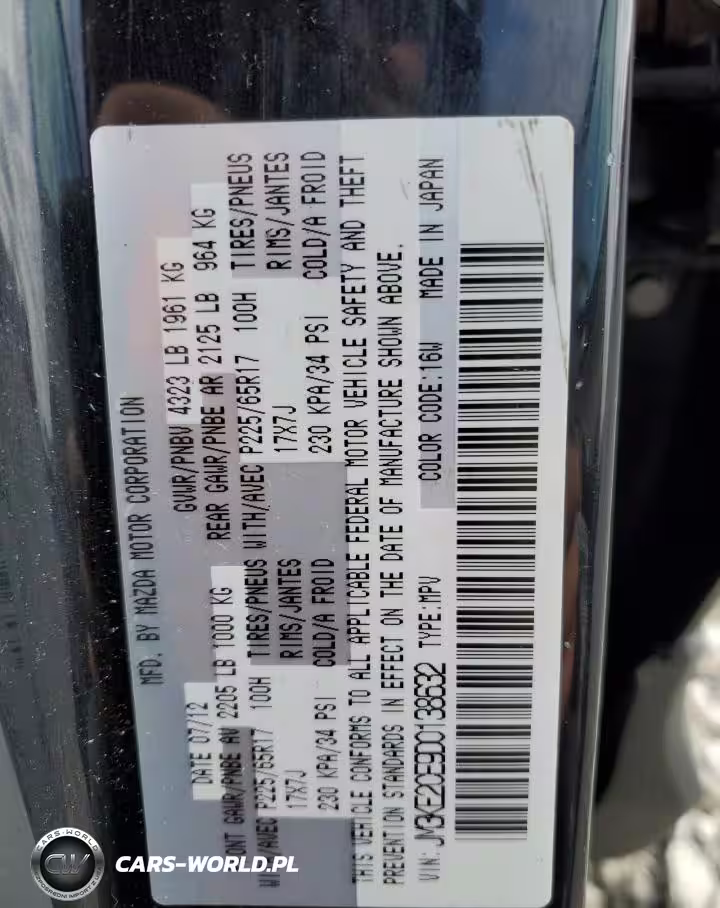 MFD. BY MAZDA MOTOR CORPORATION
DATE 07/12 GVWR/PNBV 4323 LB 1961 KG
ONT GAWR/PNBE AV 2205 LB 1000 KG REAR GAWR/PNBE AR 2125 LB 964 KG
WITH/AVEC P225/65R17 100H TIRES/PNEUS WITH/AVEC P225/65R17 100H TIRES/PNEUS
17X7J RIMS/JANTES 17X7J RIMS/JANTES
230 KPA/34 PSI COLD/A FROID 230 KPA/34 PSI COLD/A FROID
THIS VEHICLE CONFORMS TO ALL APPLICABLE FEDERAL MOTOR VEHICLE SAFETY AND THEFT
PREVENTION STANDARDS IN EFFECT ON THE DATE OF MANUFACTURE SHOWN ABOVE.
VIN: JM3KE2CE9D0138632 TYPE:MPV COLOR CODE:16W MADE IN JAPAN
CARS-WORLD
CW
CARS-WORLD.PL